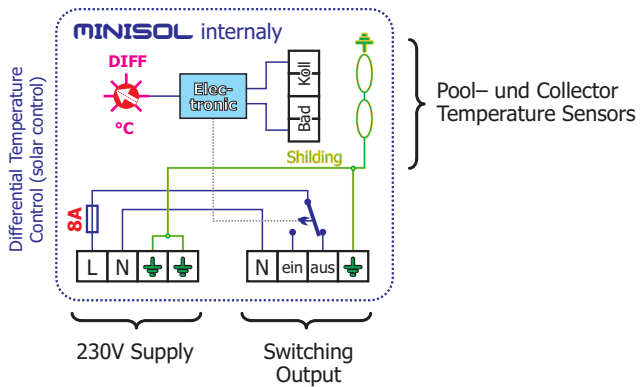 MINISOL internaly
DIFF
°C
Elec-
tronic
Koll
Bad
Shilding
Pool– und Collector
Temperature Sensors
Differential Temperature
Control (solar control)
8A
L N N ein aus
230V Supply
Switching
Output